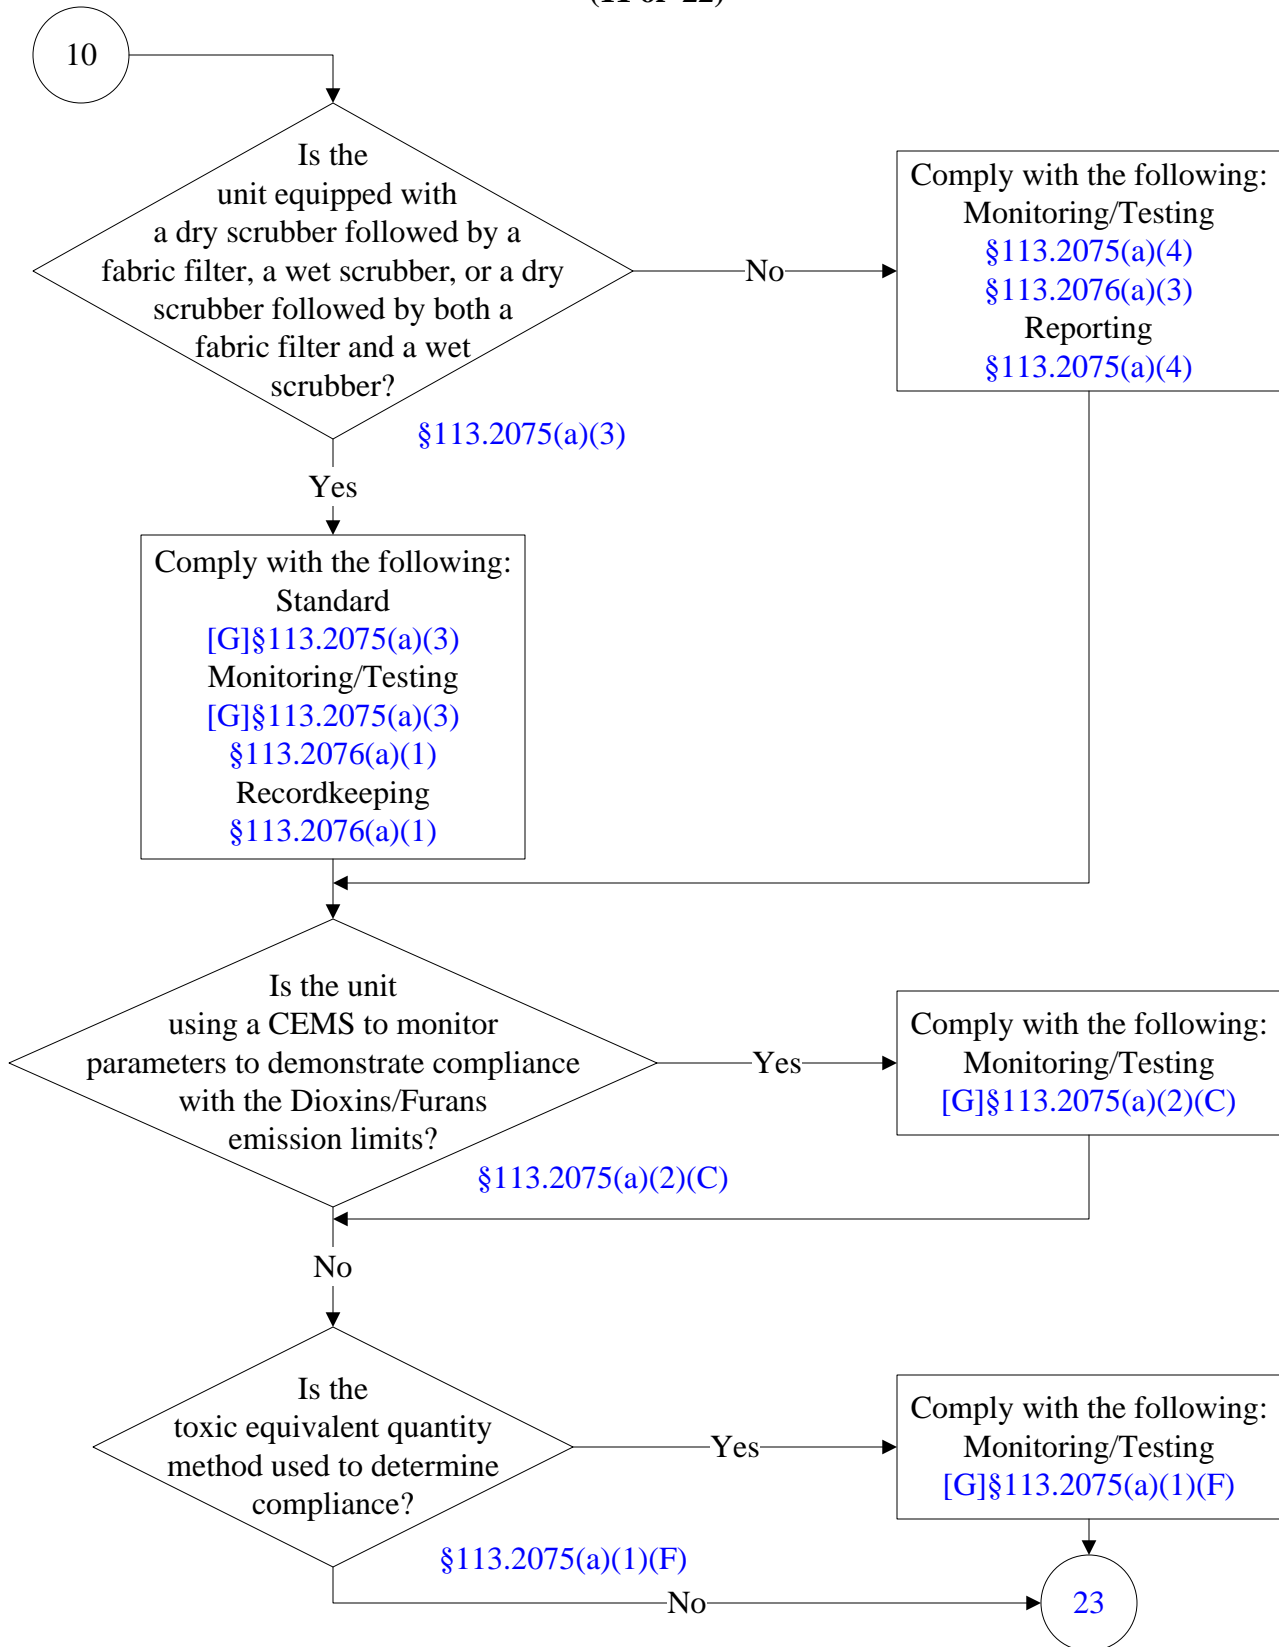 (11 of 22)
10
Is the
unit equipped with
a dry scrubber followed by a
fabric filter, a wet scrubber, or a dry
scrubber followed by both a
fabric filter and a wet
scrubber?
§113.2075(a)(3)
No
Comply with the following:
Monitoring/Testing
§113.2075(a)(4)
§113.2076(a)(3)
Reporting
§113.2075(a)(4)
Yes
Comply with the following:
Standard
[G]§113.2075(a)(3)
Monitoring/Testing
[G]§113.2075(a)(3)
§113.2076(a)(1)
Recordkeeping
§113.2076(a)(1)
Is the unit
using a CEMS to monitor
parameters to demonstrate compliance
with the Dioxins/Furans
emission limits?
§113.2075(a)(2)(C)
Yes
Comply with the following:
Monitoring/Testing
[G]§113.2075(a)(2)(C)
No
Is the
toxic equivalent quantity
method used to determine
compliance?
§113.2075(a)(1)(F)
Yes
Comply with the following:
Monitoring/Testing
[G]§113.2075(a)(1)(F)
No
23